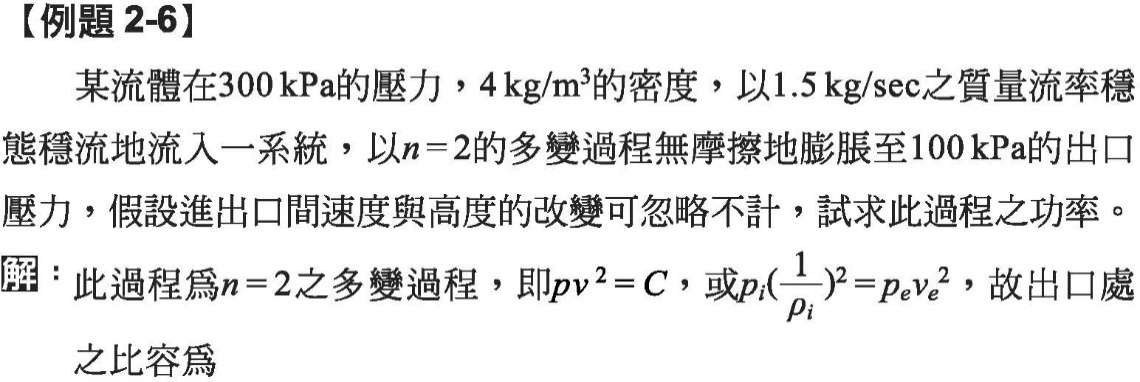 【例題 2-6】
某流體在300 kPa的壓力，4 kg/m³的密度，以1.5 kg/sec之質量流率穩
態穩流地流入一系統，以n=2的多變過程無摩擦地膨脹至100 kPa的出口
壓力，假設進出口間速度與高度的改變可忽略不計，試求此過程之功率。
解：此過程爲n=2之多變過程，即pv²=C，或pᵢ(1/ρᵢ)²=pₑvₑ²，故出口處
之比容爲